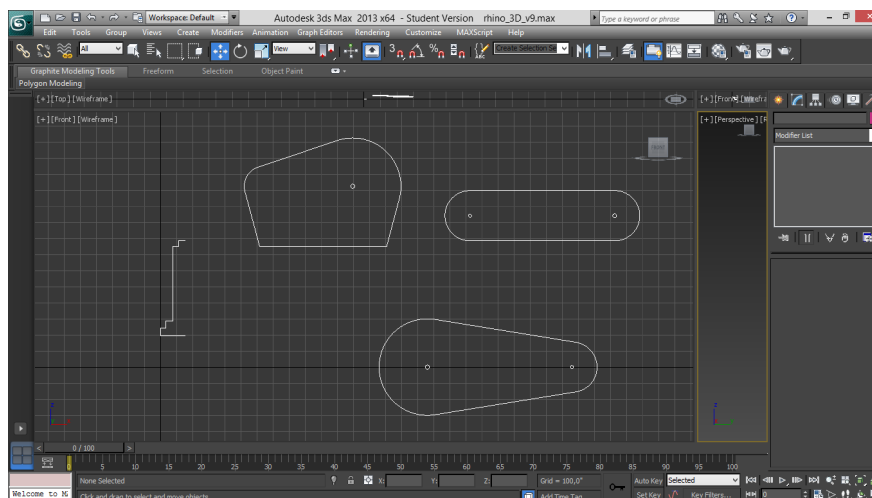 Workspace: Default
Autodesk 3ds Max 2013 x64 - Student Version rhino_3D_v9.max
Type a keyword or phrase
Edit Tools Group Views Create Modifiers Animation Graph Editors Rendering Customize MAXScript Help
All View Create Selection Se
Graphite Modeling Tools Freeform Selection Object Paint
Polygon Modeling
[+][Top][Wireframe]
[+][Front][Wireframe]
[+][Perspective][R
Modifier List
0 / 100
0 5 10 15 20 25 30 35 40 45 50 55 60 65 70 75 80 85 90 95 100
None Selected X: Y: Z: Grid = 100,0" Auto Key Selected
Welcome to M Click and drag to select and move objects Add Time Tag Set Key Key Filters... 0